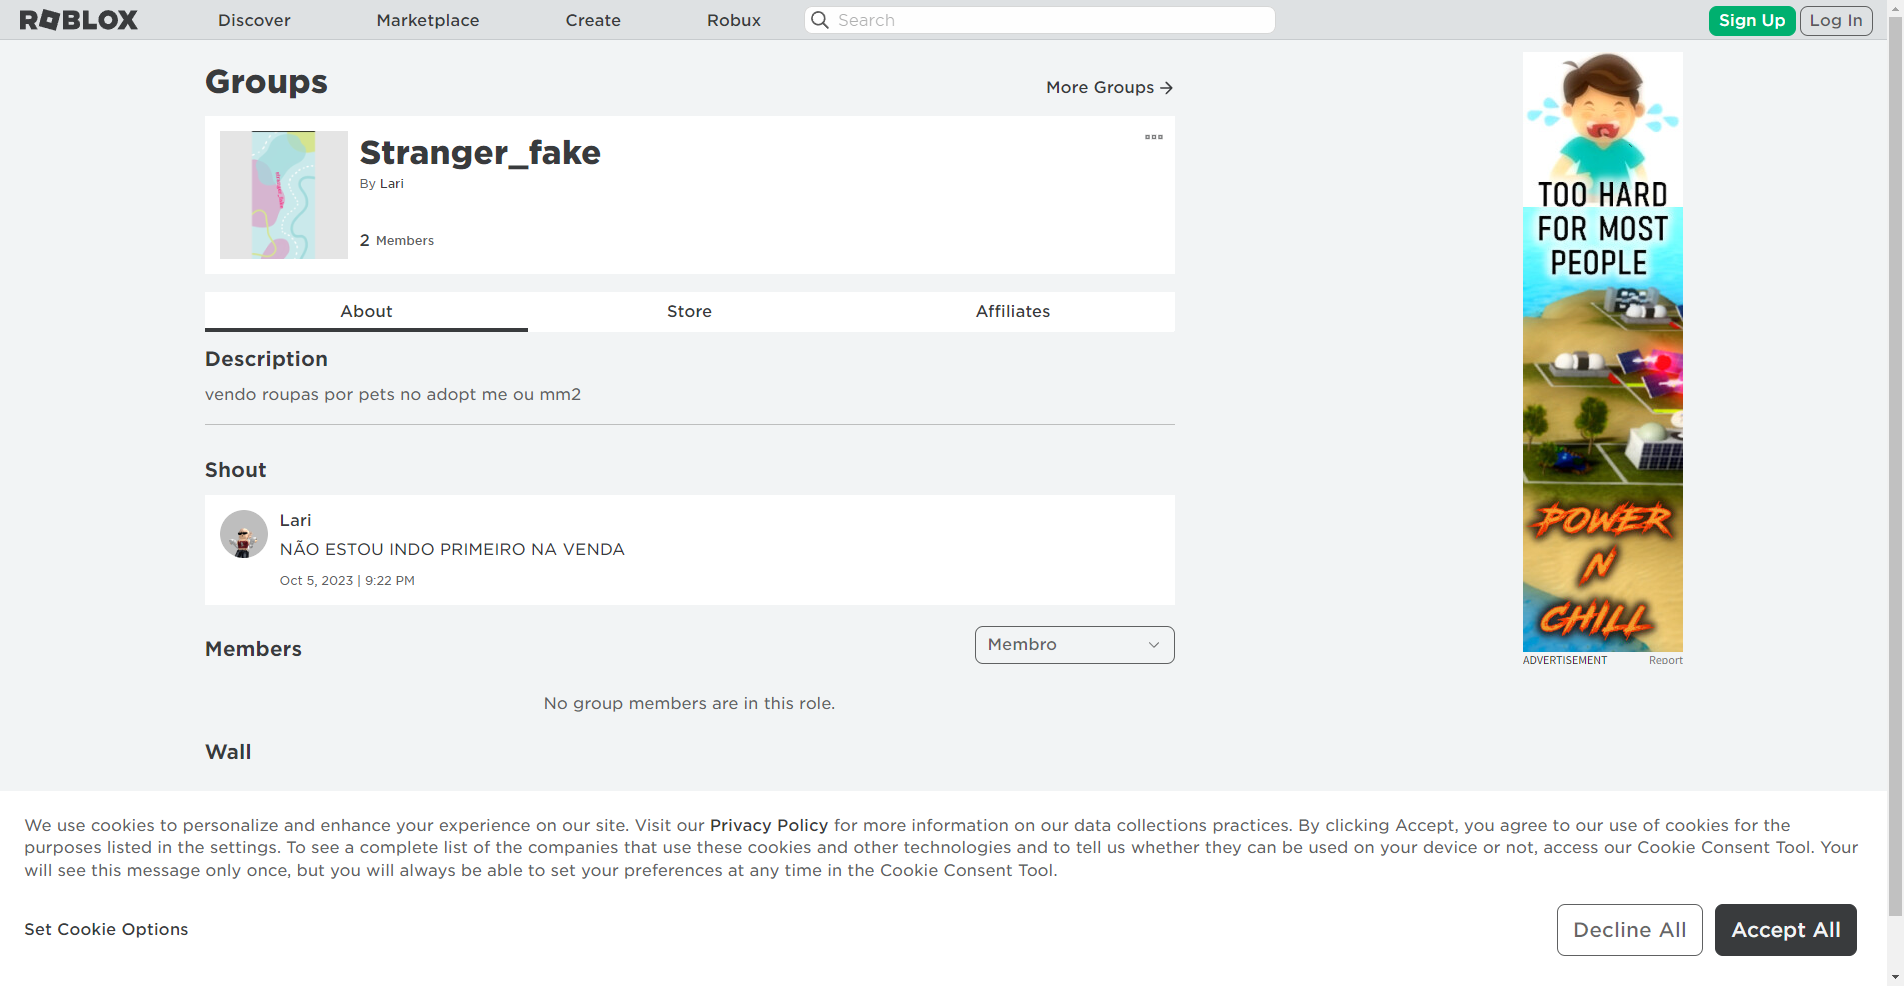 ROBLOX
Discover
Marketplace
Create
Robux
Search
Sign Up
Log In
Groups
More Groups →
Stranger_fake
By Lari
2 Members
About
Store
Affiliates
Description
vendo roupas por pets no adopt me ou mm2
Shout
Lari
NÃO ESTOU INDO PRIMEIRO NA VENDA
Oct 5, 2023 | 9:22 PM
Members
Membro
No group members are in this role.
Wall
TOO HARD
FOR MOST
PEOPLE
POWER
N
CHILL
ADVERTISEMENT
Report
We use cookies to personalize and enhance your experience on our site. Visit our Privacy Policy for more information on our data collections practices. By clicking Accept, you agree to our use of cookies for the
purposes listed in the settings. To see a complete list of the companies that use these cookies and other technologies and to tell us whether they can be used on your device or not, access our Cookie Consent Tool. Your
will see this message only once, but you will always be able to set your preferences at any time in the Cookie Consent Tool.
Set Cookie Options
Decline All
Accept All